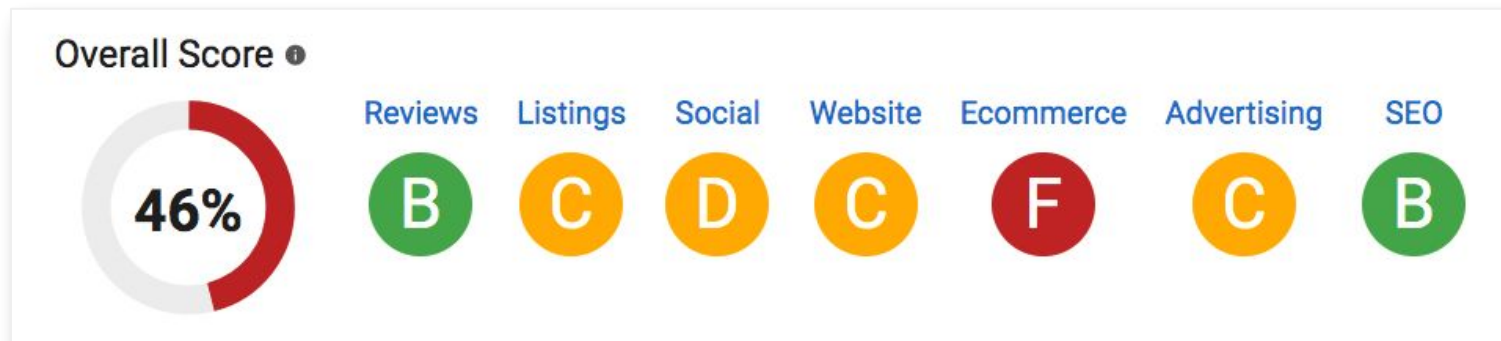 Overall Score
46%
Reviews Listings Social Website Ecommerce Advertising SEO
B C D C F C B